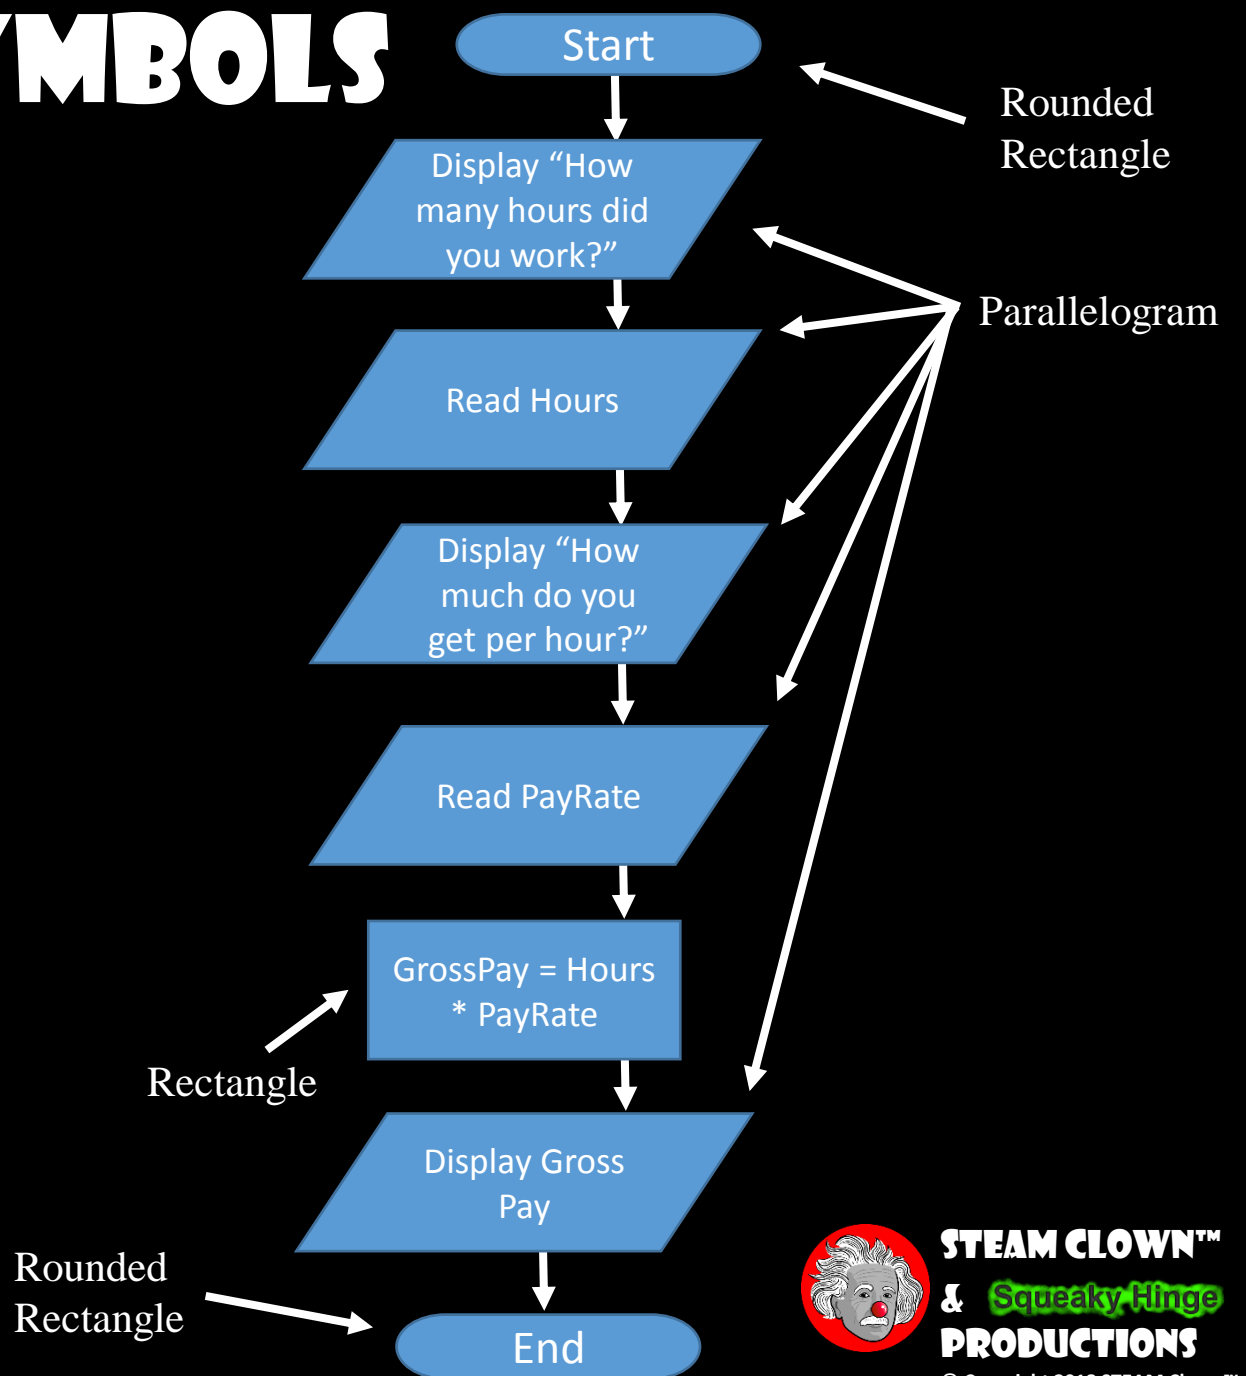 MBOLS
Start
Rounded
Rectangle
Display “How
many hours did
you work?”
Parallelogram
Read Hours
Display “How
much do you
get per hour?”
Read PayRate
GrossPay = Hours
* PayRate
Rectangle
Display Gross
Pay
Rounded
Rectangle
End
STEAM CLOWN™
& Squeaky Hinge
PRODUCTIONS